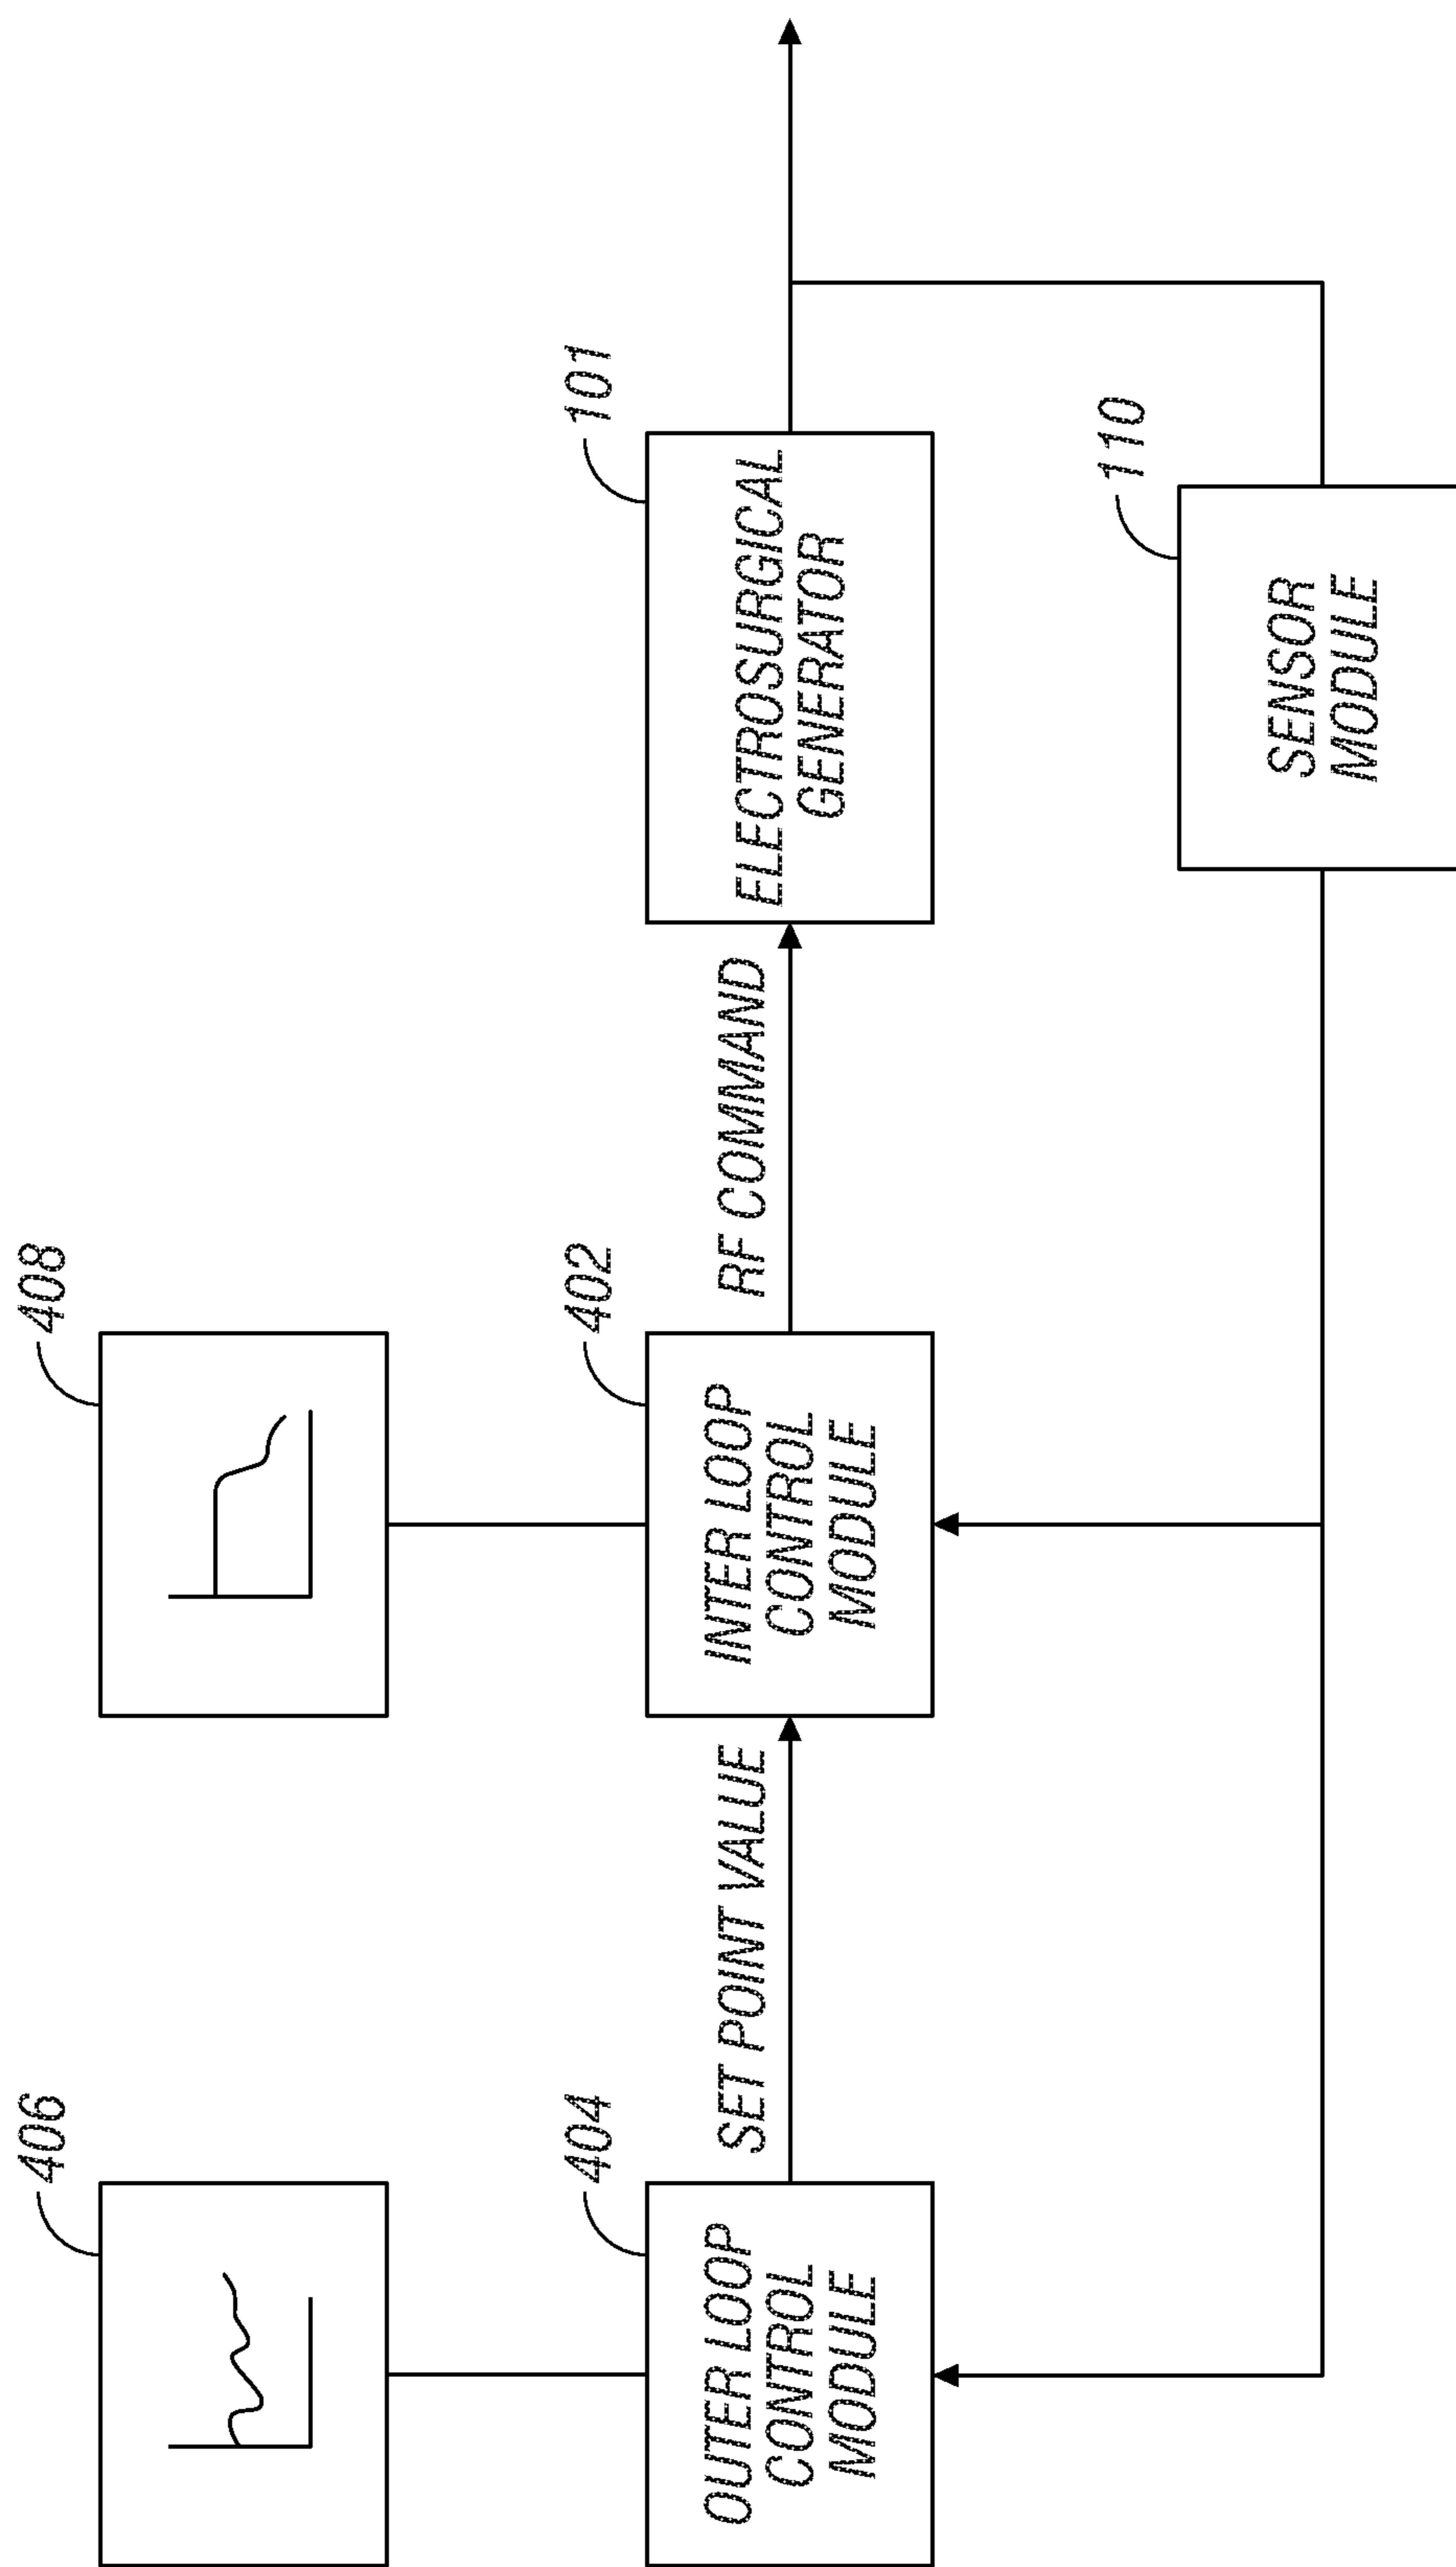 406
408
404
OUTER LOOP
CONTROL
MODULE
SET POINT VALUE
402
INTER LOOP
CONTROL
MODULE
RF COMMAND
101
ELECTROSURGICAL
GENERATOR
110
SENSOR
MODULE